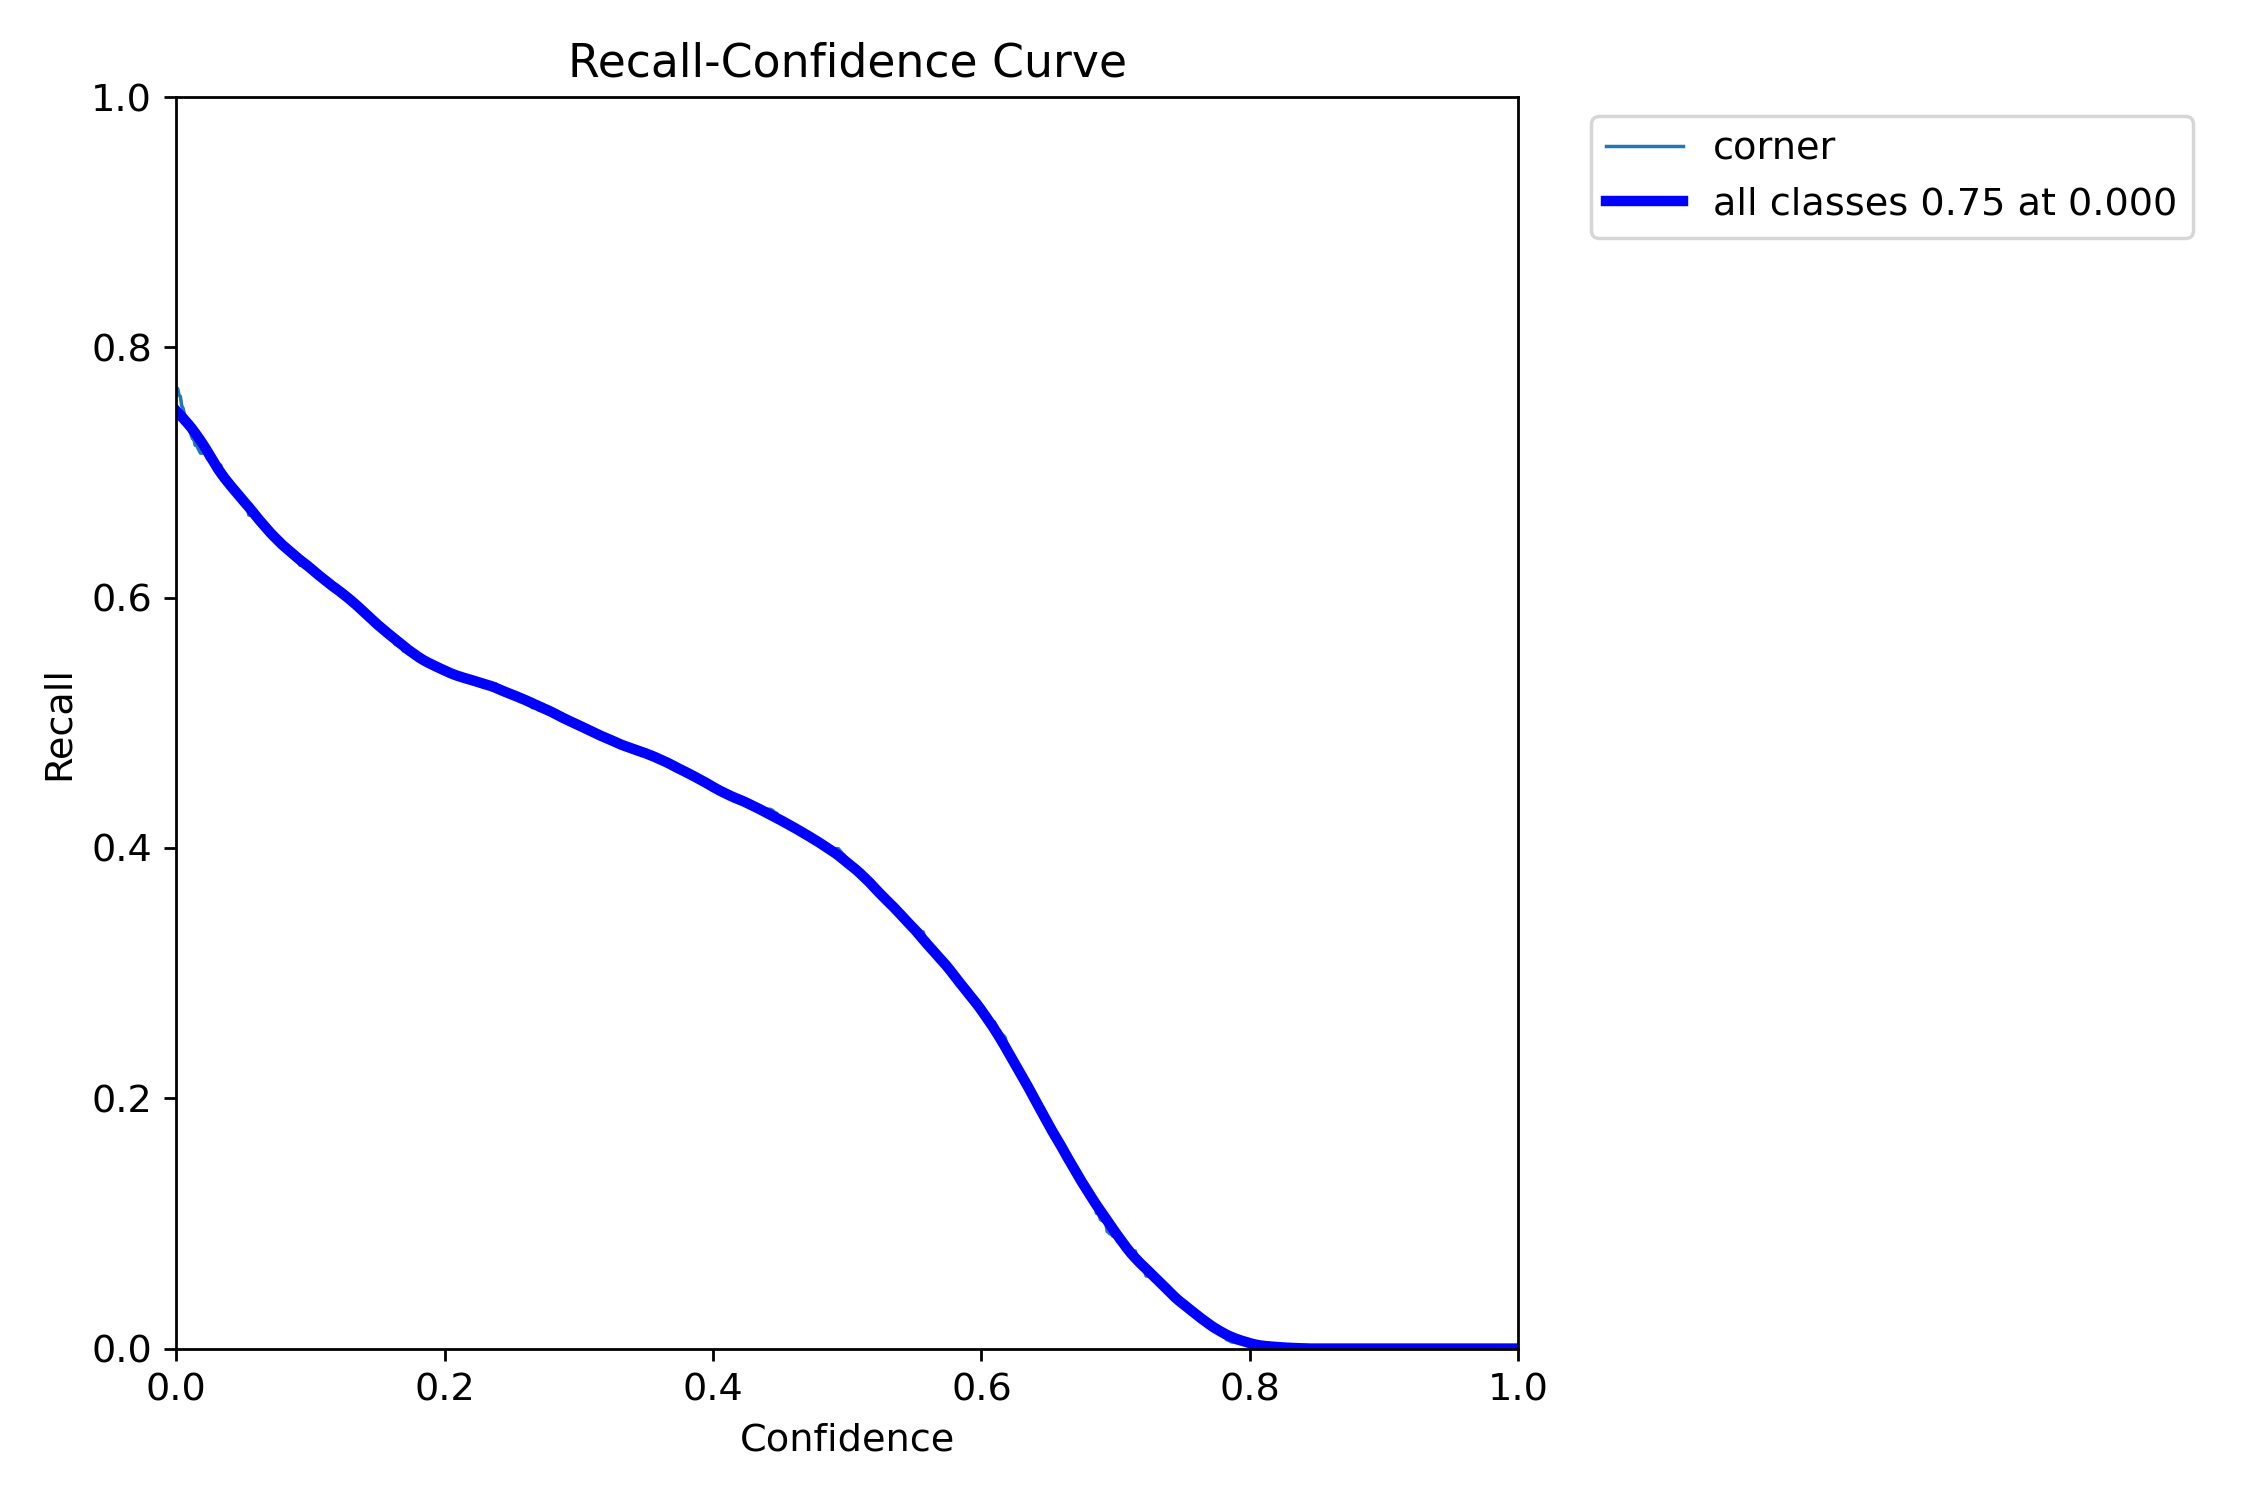 Recall-Confidence Curve
1.0
0.8
0.6
0.4
0.2
0.0
Recall
0.0 0.2 0.4 0.6 0.8 1.0
Confidence
corner
all classes 0.75 at 0.000